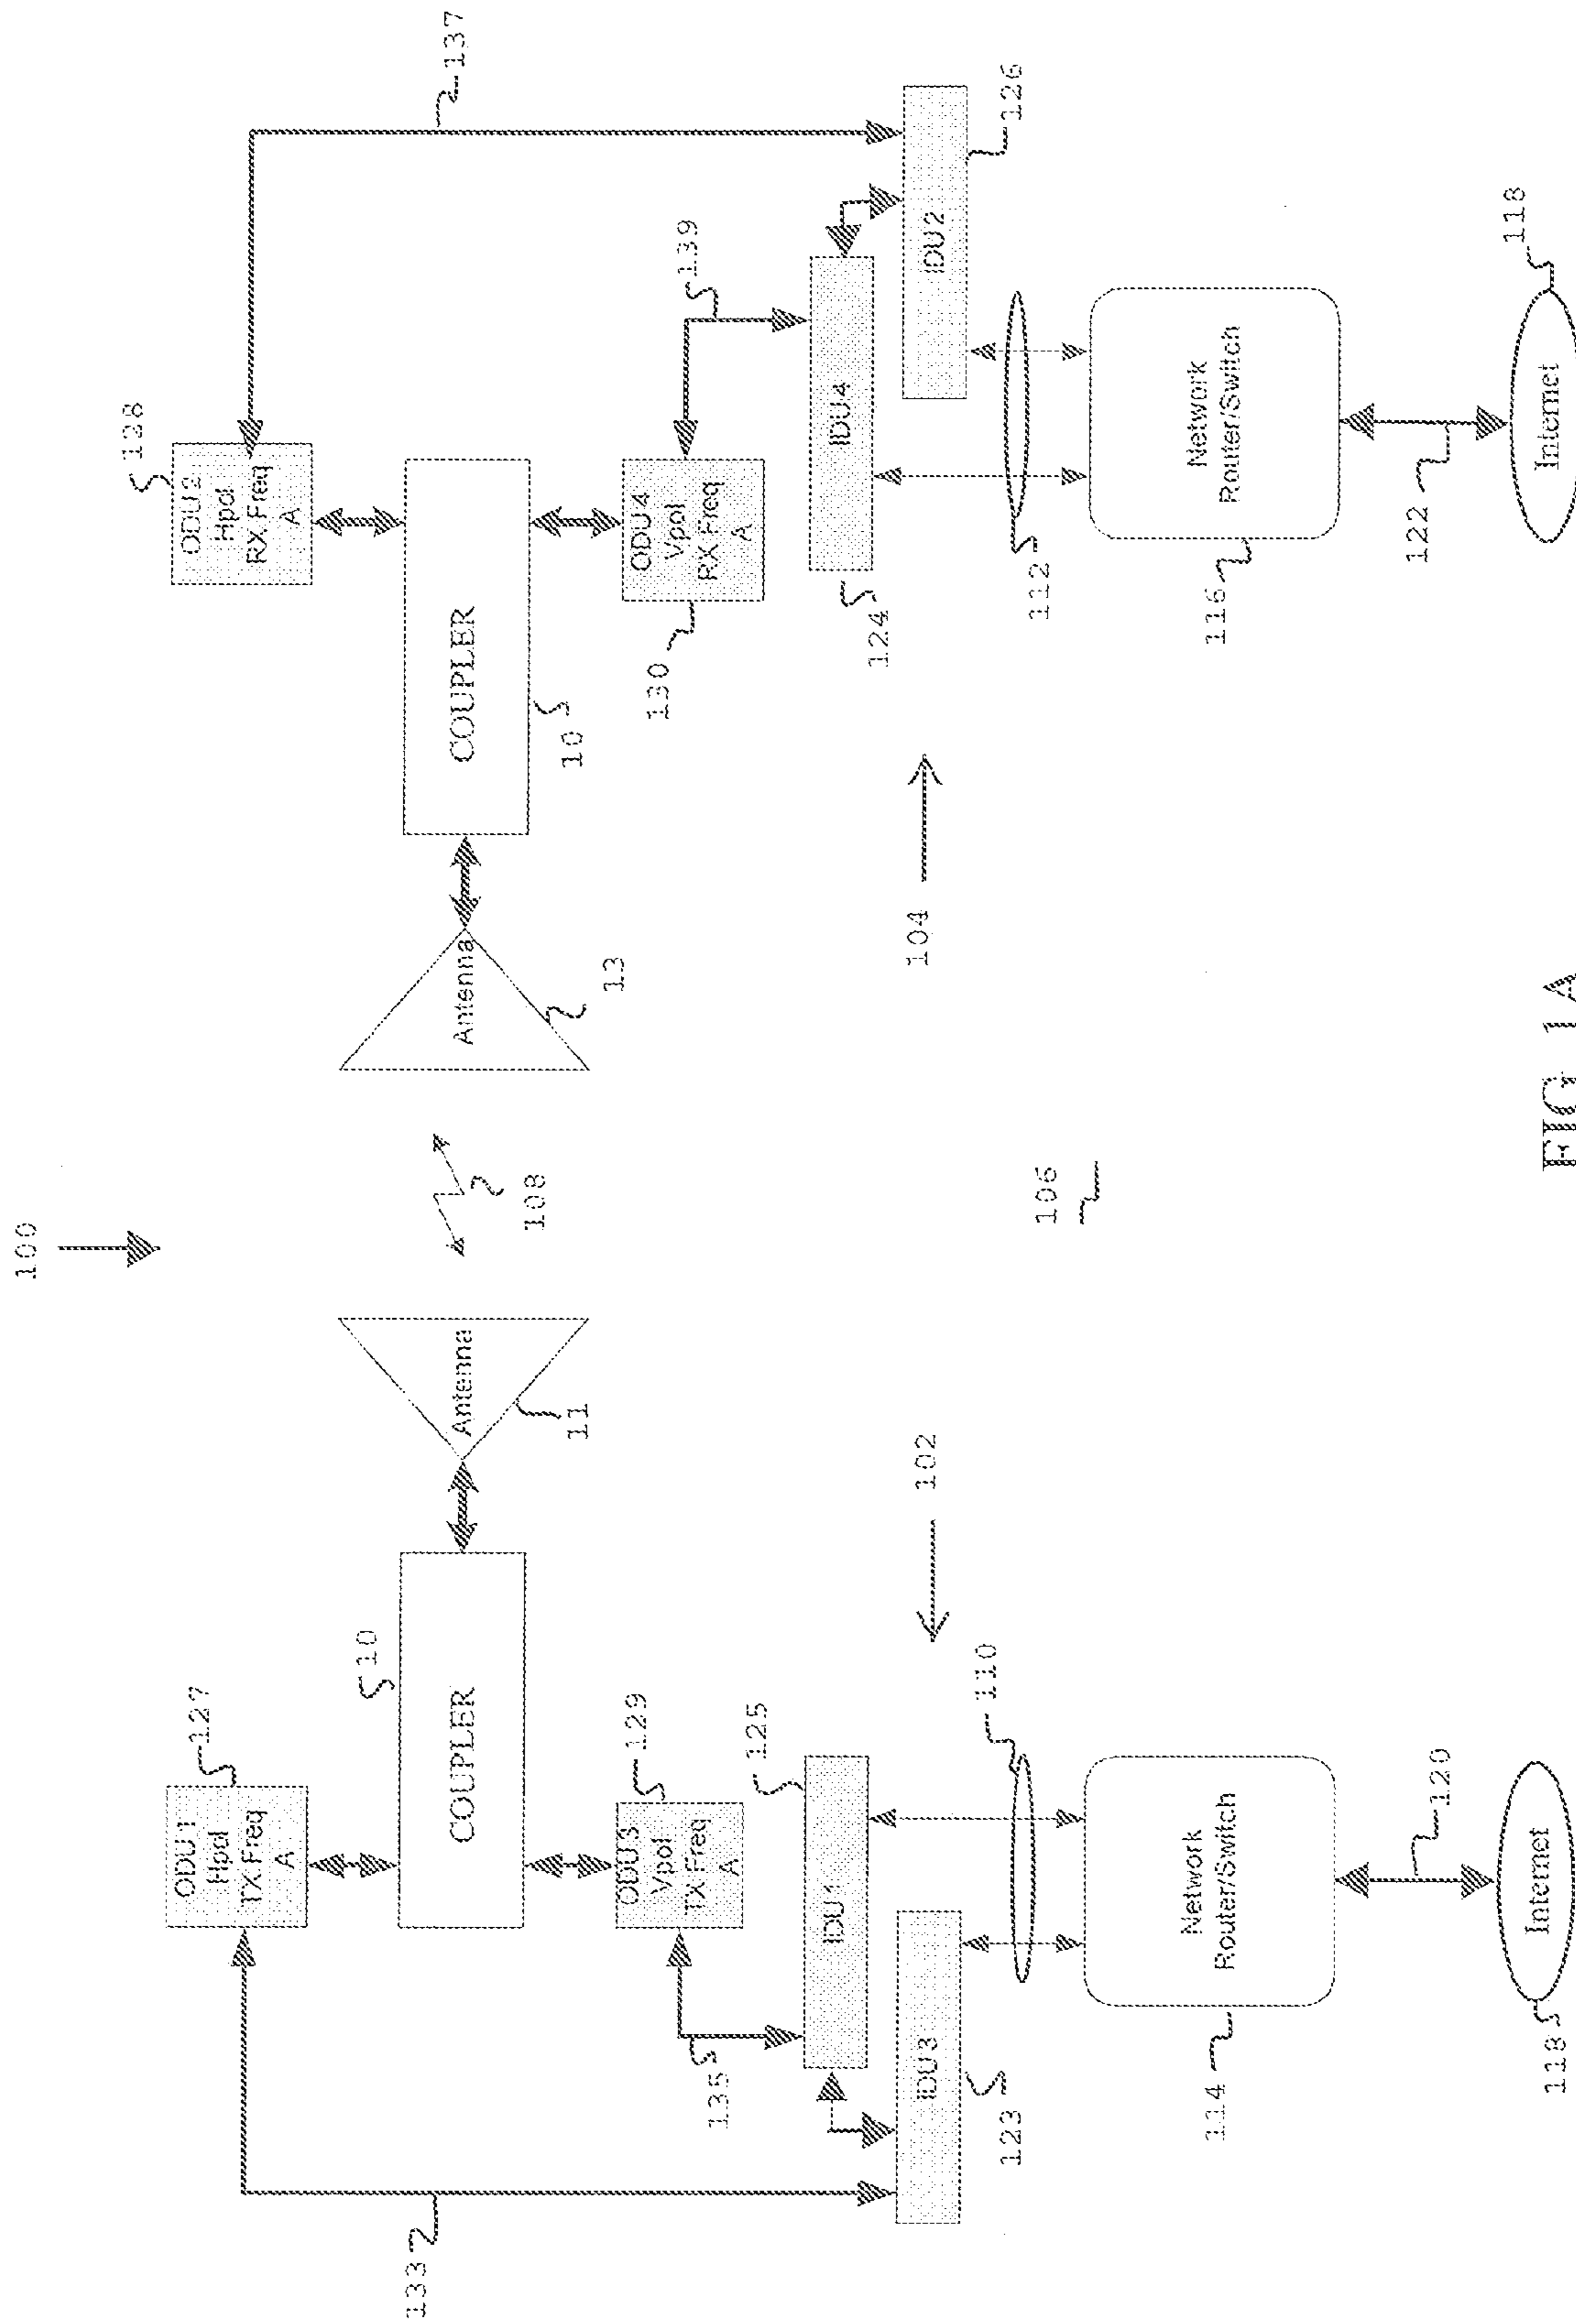 100
133
127
ODU1
Hpol
TX Freq
A
10
COUPLER
Antenna
11
108
Antenna
13
COUPLER
10
128
ODU2
Hpol
RX Freq
A
137
129
ODU3
Vpol
TX Freq
A
135
125
IDU1
IDU3
123
110
102
106
104
130
ODU4
Vpol
RX Freq
A
139
IDU4
124
IDU2
126
112
Network
Router/Switch
114
120
Internet
118
Network
Router/Switch
116
122
Internet
118
FIG. 1A